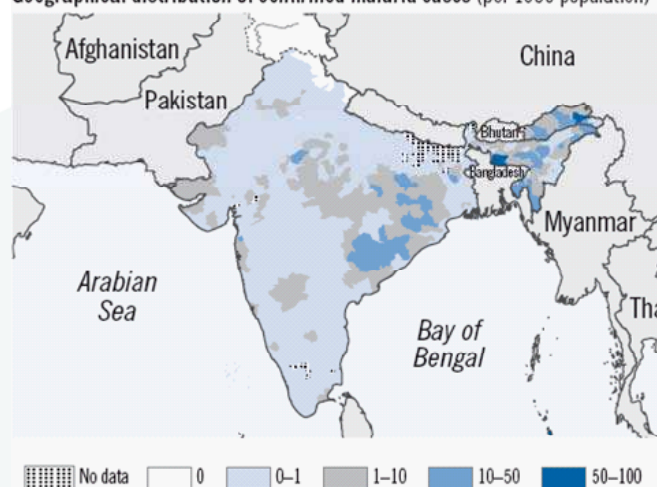 Geographical distribution of confirmed malaria cases (per 1000 population)
Afghanistan
China
Pakistan
Bhutan
Bangladesh
Myanmar
Arabian
Sea
Bay of
Bengal
Tha
No data
0
0–1
1–10
10–50
50–100